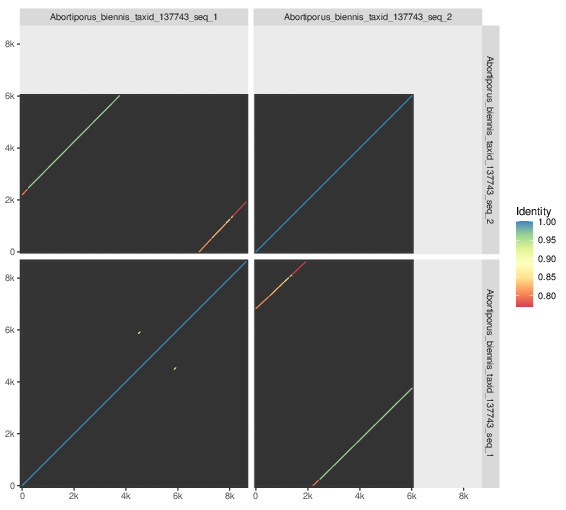 Abortiporus_biennis_taxid_137743_seq_1
Abortiporus_biennis_taxid_137743_seq_2
8k
6k
4k
2k
0
Abortiporus_biennis_taxid_137743_seq_2
8k
6k
4k
2k
0
Abortiporus_biennis_taxid_137743_seq_1
0
2k
4k
6k
8k
0
2k
4k
6k
8k
Identity
1.00
0.95
0.90
0.85
0.80